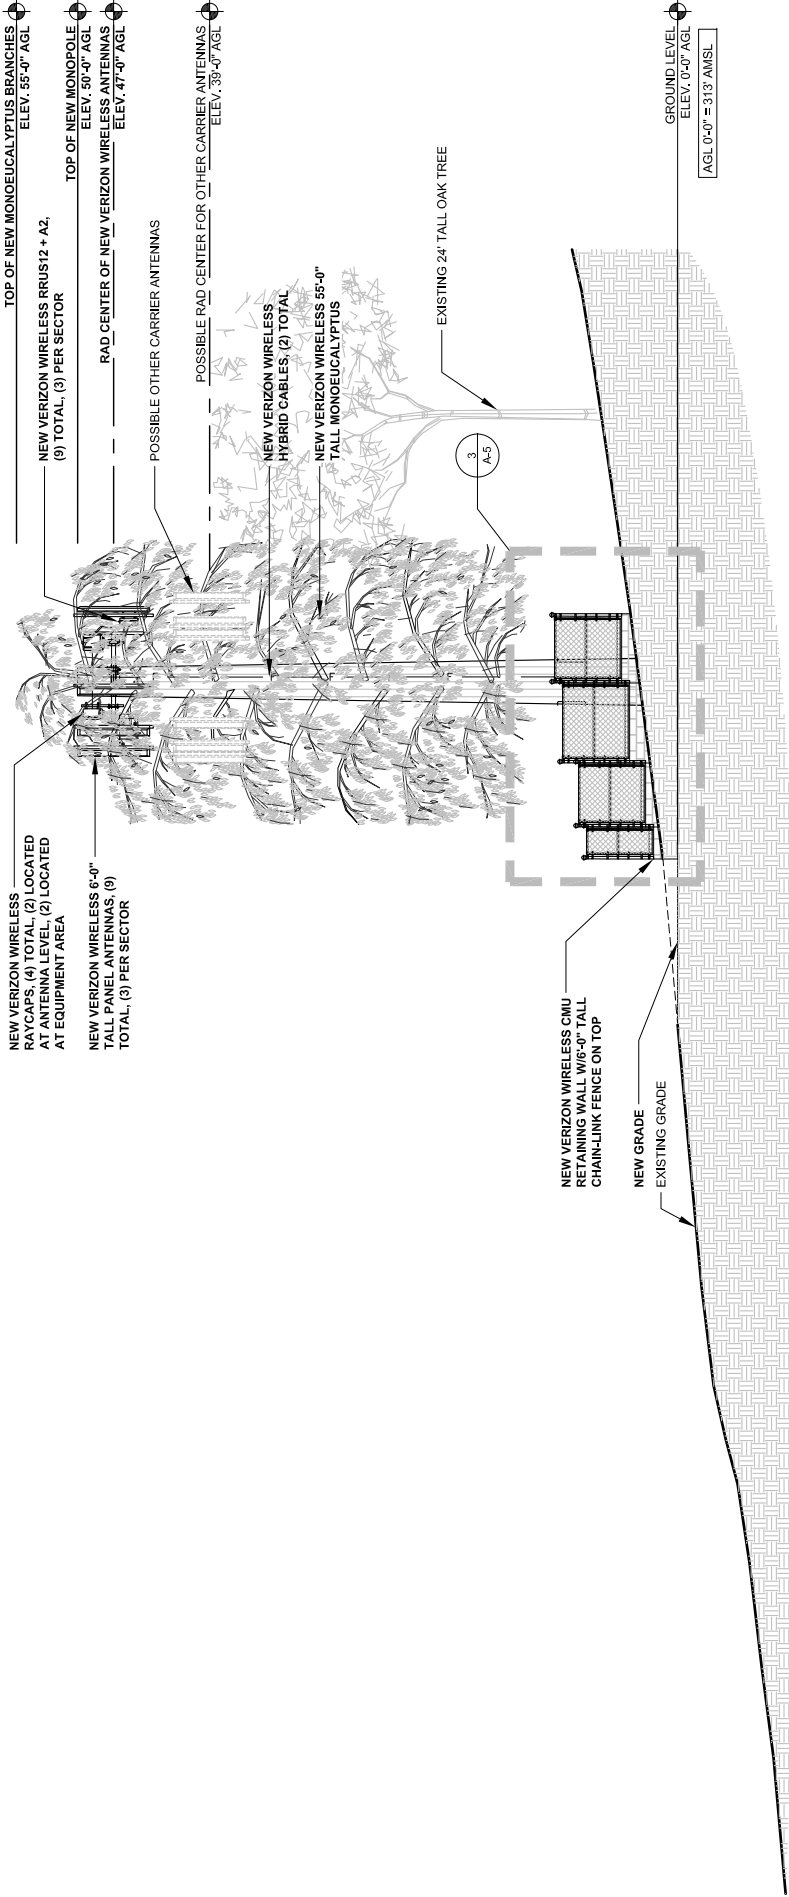 TOP OF NEW MONOEUCALYPTUS BRANCHES
ELEV. 55'-0" AGL
TOP OF NEW MONOPOLE
ELEV. 50'-0" AGL
RAD CENTER OF NEW VERIZON WIRELESS ANTENNAS
ELEV. 47'-0" AGL
POSSIBLE RAD CENTER FOR OTHER CARRIER ANTENNAS
ELEV. 39'-0" AGL
GROUND LEVEL
ELEV. 0'-0" AGL
AGL 0'-0" = 313' AMSL
NEW VERIZON WIRELESS RRUS12 + A2,
(9) TOTAL, (3) PER SECTOR
POSSIBLE OTHER CARRIER ANTENNAS
NEW VERIZON WIRELESS
HYBRID CABLES, (2) TOTAL
NEW VERIZON WIRELESS 55'-0"
TALL MONOEUCALYPTUS
EXISTING 24' TALL OAK TREE
3
A-5
NEW VERIZON WIRELESS
RAYCAPS, (4) TOTAL, (2) LOCATED
AT ANTENNA LEVEL, (2) LOCATED
AT EQUIPMENT AREA
NEW VERIZON WIRELESS 6'-0"
TALL PANEL ANTENNAS, (9)
TOTAL, (3) PER SECTOR
NEW VERIZON WIRELESS CMU
RETAINING WALL W/6'-0" TALL
CHAIN-LINK FENCE ON TOP
NEW GRADE
EXISTING GRADE